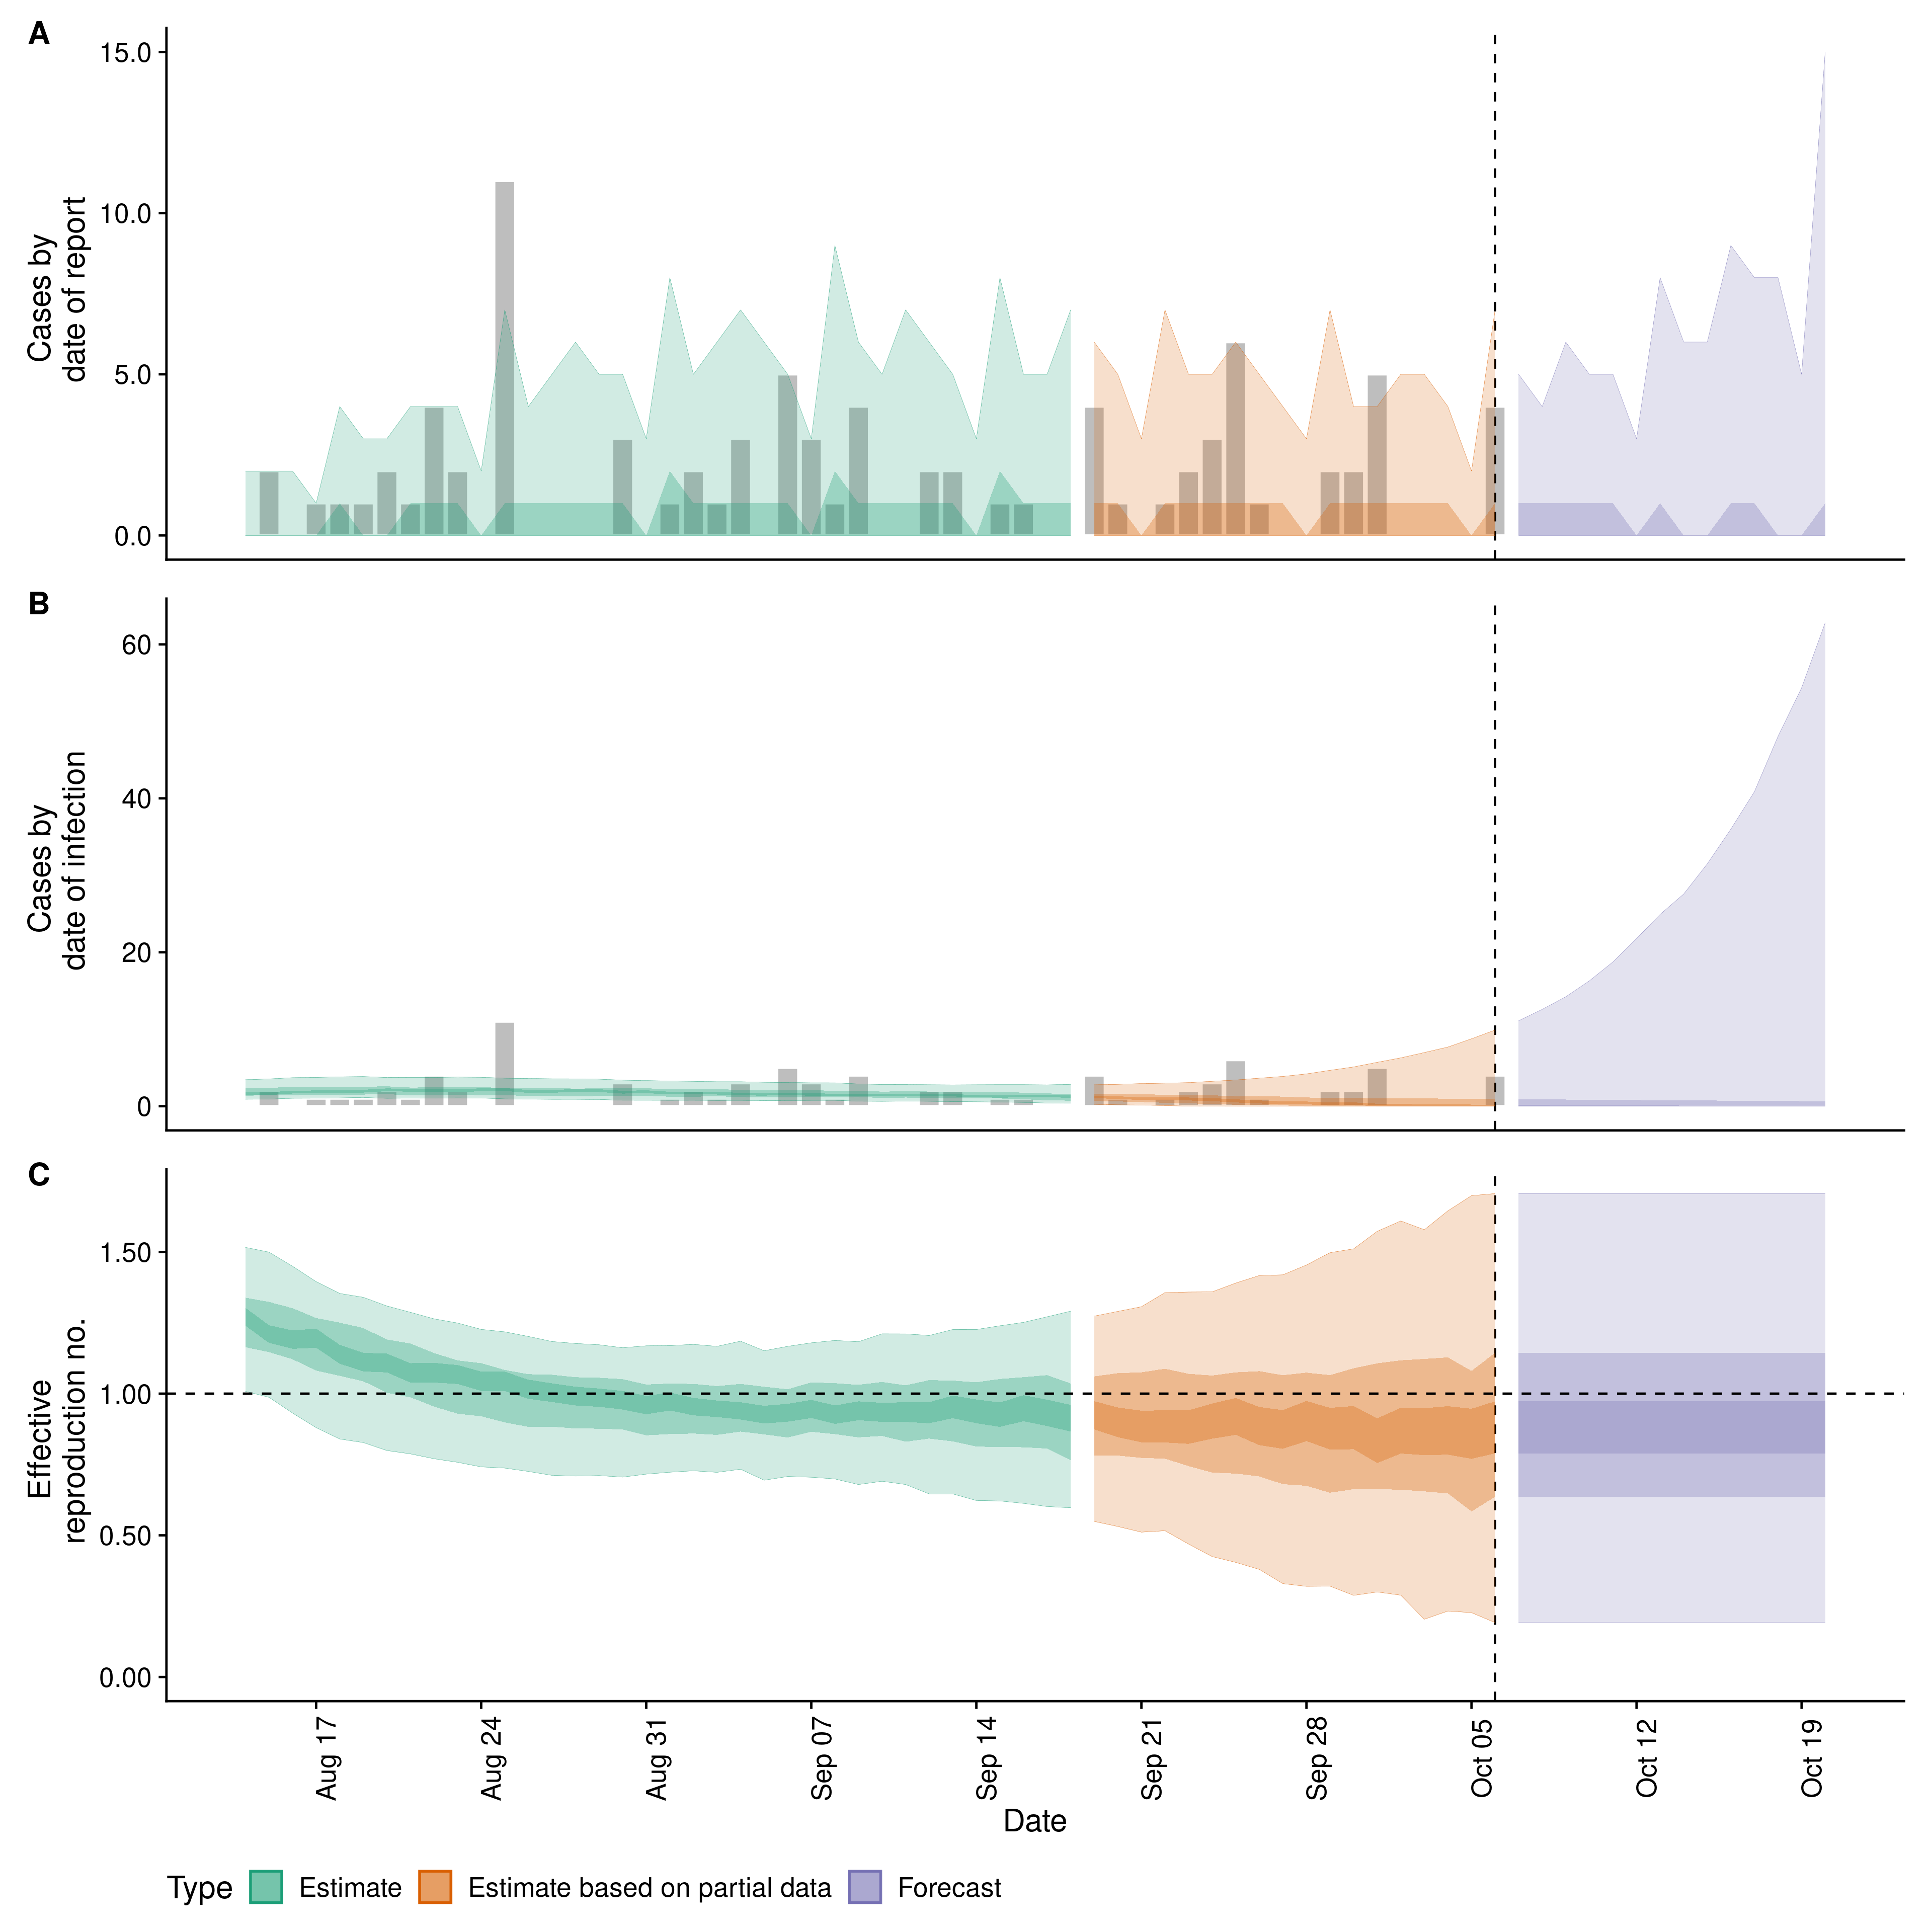 A
Cases by
date of report
15.0
10.0
5.0
0.0
B
Cases by
date of infection
60
40
20
0
C
Effective
reproduction no.
1.50
1.00
0.50
0.00
Aug 17
Aug 24
Aug 31
Sep 07
Sep 14
Sep 21
Sep 28
Oct 05
Oct 12
Oct 19
Date
Type Estimate Estimate based on partial data Forecast